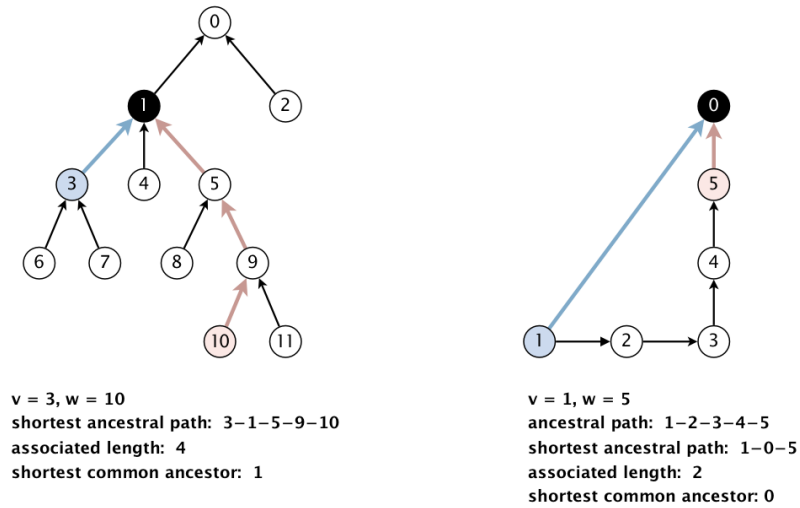 0
1
2
3
4
5
6
7
8
9
10
11
v = 3, w = 10
shortest ancestral path: 3–1–5–9–10
associated length: 4
shortest common ancestor: 1
0
5
4
1
2
3
v = 1, w = 5
ancestral path: 1–2–3–4–5
shortest ancestral path: 1–0–5
associated length: 2
shortest common ancestor: 0